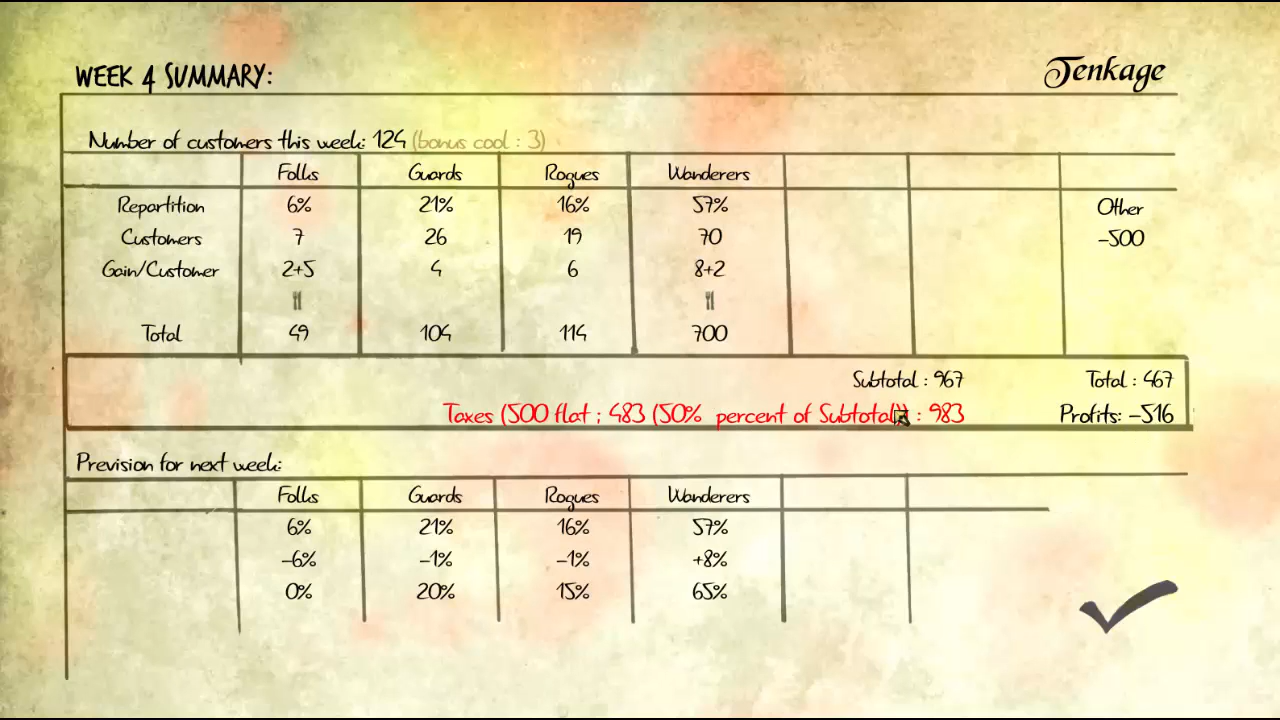 WEEK 4 SUMMARY:
Tenkage
Number of customers this week: 124 (bonus cool : 3)
Folks Guards Rogues Wanderers
Repartition 6% 21% 16% 57% Other
Customers 7 26 19 70 -500
Gain/Customer 2+5 4 6 8+2
Total 49 104 114 700
Subtotal : 967 Total : 467
Taxes (500 flat ; 483 (50% percent of Subtotal)) : 983 Profits: -516
Prevision for next week:
Folks Guards Rogues Wanderers
6% 21% 16% 57%
-6% -1% -1% +8%
0% 20% 15% 65%